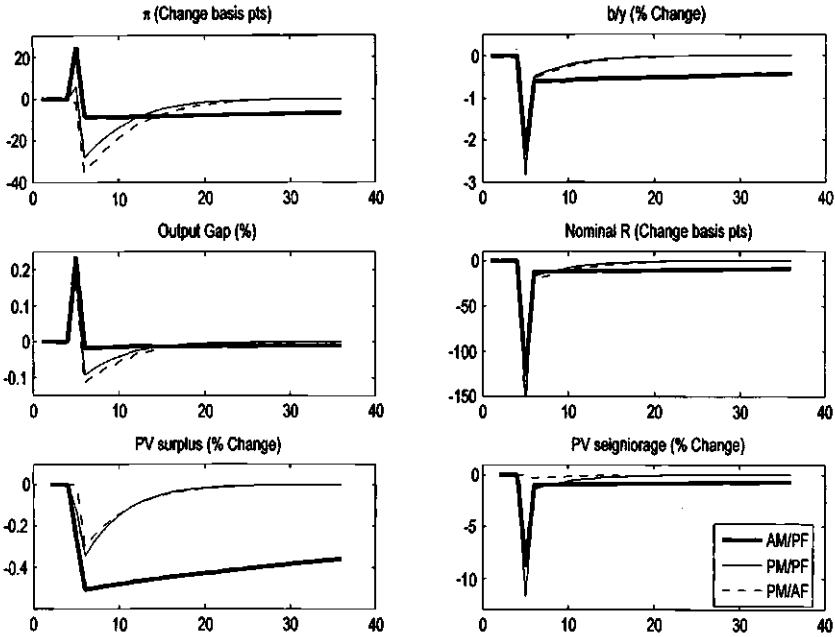 π (Change basis pts)
20
0
-20
-40
0 10 20 30 40
b/y (% Change)
0
-1
-2
-3
0 10 20 30 40
Output Gap (%)
0.2
0.1
0
-0.1
0 10 20 30 40
Nominal R (Change basis pts)
0
-50
-100
-150
0 10 20 30 40
PV surplus (% Change)
0
-0.2
-0.4
0 10 20 30 40
PV seigniorage (% Change)
0
-5
-10
0 10 20 30 40
AM/PF
PM/PF
PM/AF